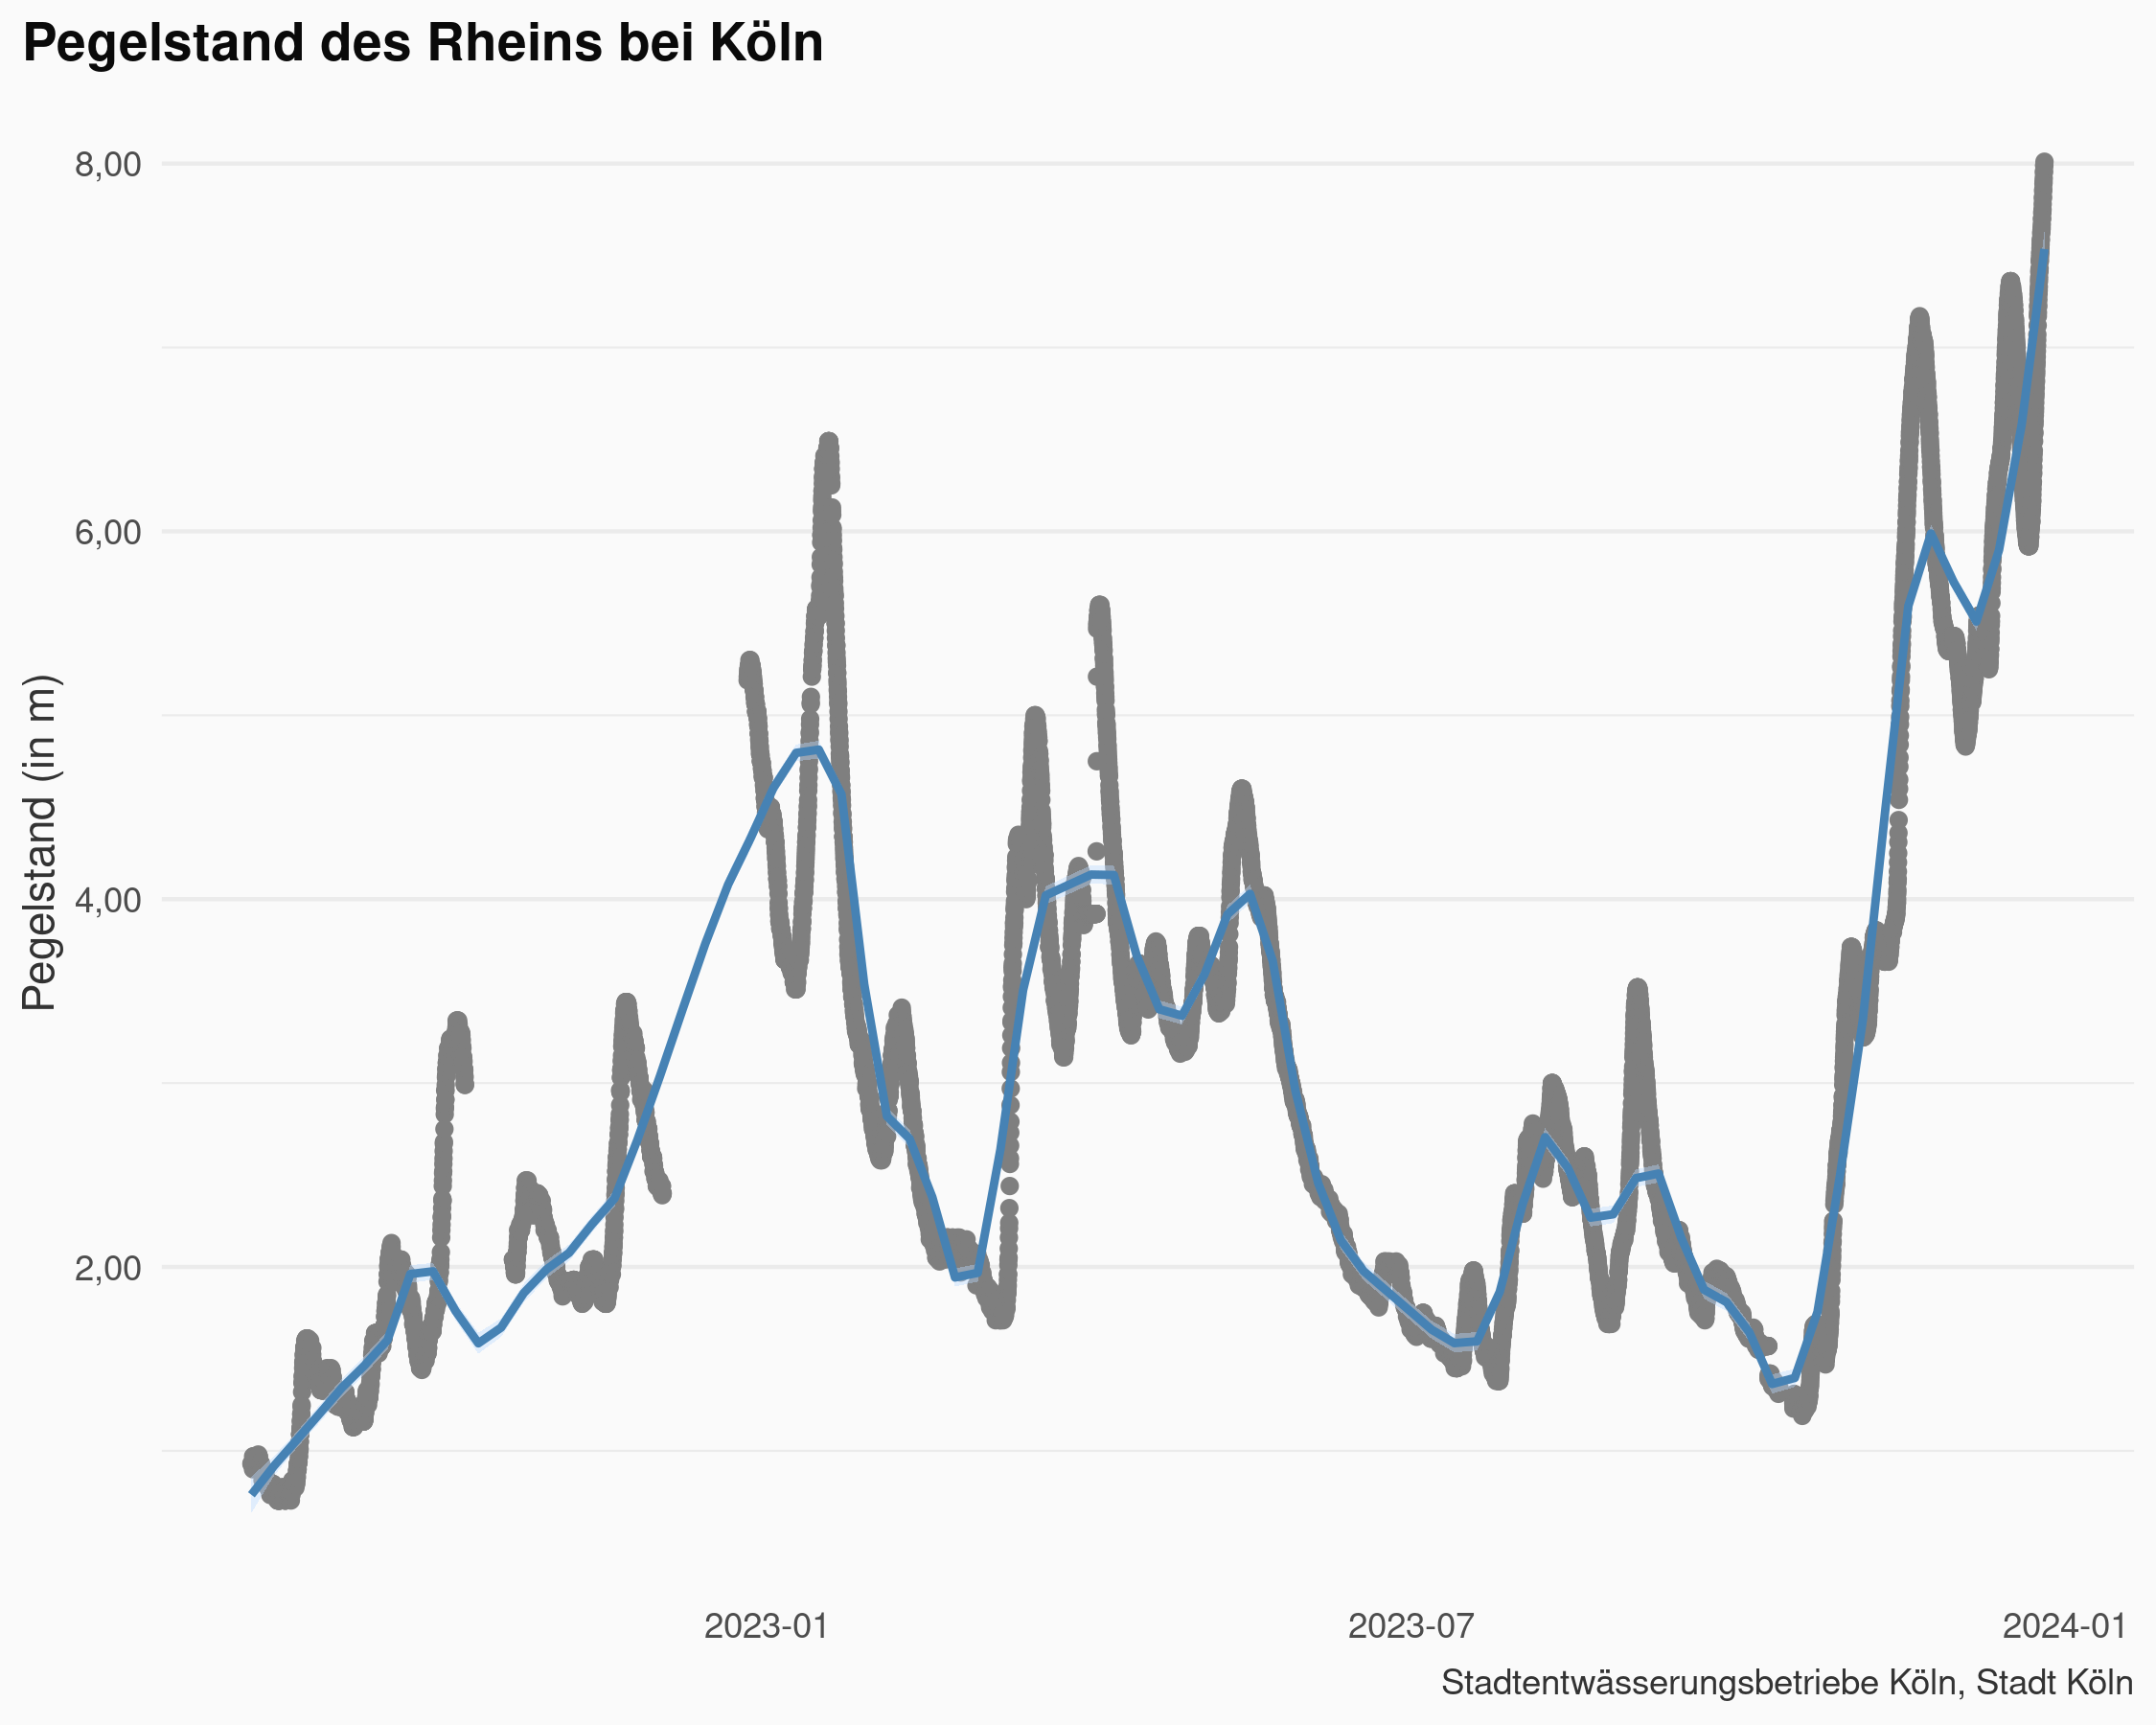 Pegelstand des Rheins bei Köln
Pegelstand (in m)
8,00
6,00
4,00
2,00
2023-01
2023-07
2024-01
Stadtentwässerungsbetriebe Köln, Stadt Köln